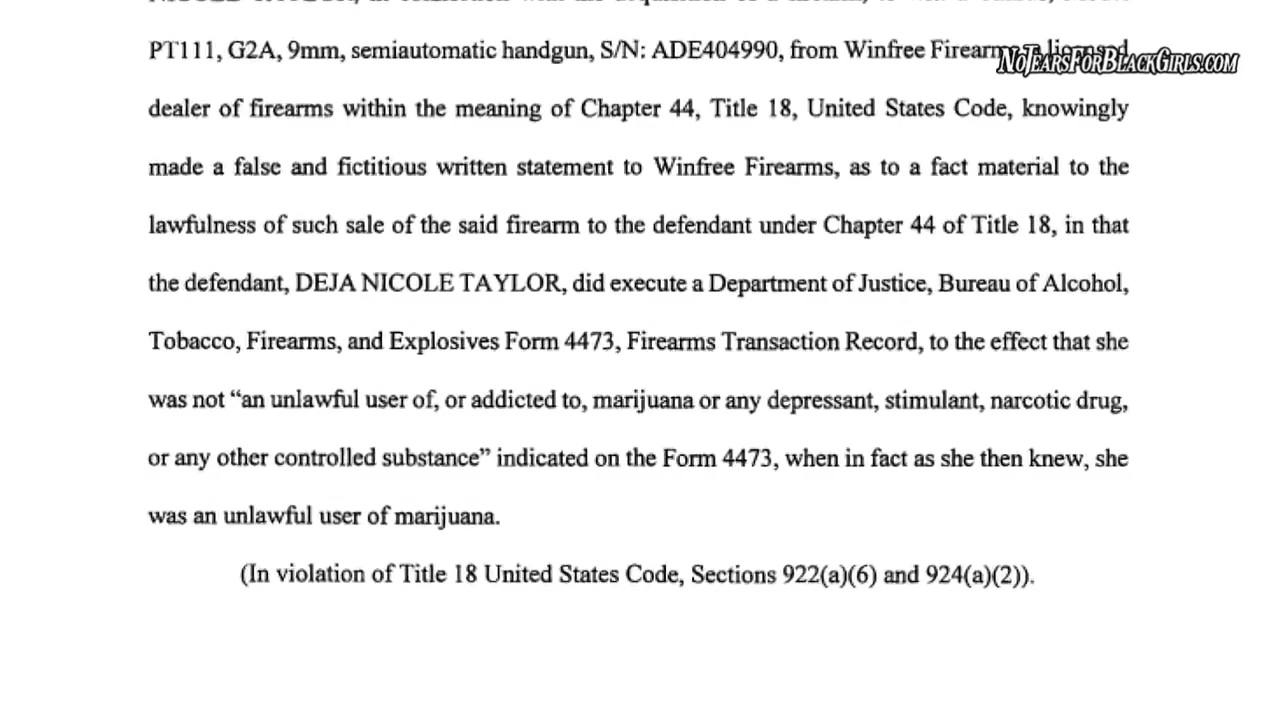 PT111, G2A, 9mm, semiautomatic handgun, S/N: ADE404990, from Winfree Firearms, licensed
NoTearsForBlackGirls.com
dealer of firearms within the meaning of Chapter 44, Title 18, United States Code, knowingly
made a false and fictitious written statement to Winfree Firearms, as to a fact material to the
lawfulness of such sale of the said firearm to the defendant under Chapter 44 of Title 18, in that
the defendant, DEJA NICOLE TAYLOR, did execute a Department of Justice, Bureau of Alcohol,
Tobacco, Firearms, and Explosives Form 4473, Firearms Transaction Record, to the effect that she
was not “an unlawful user of, or addicted to, marijuana or any depressant, stimulant, narcotic drug,
or any other controlled substance” indicated on the Form 4473, when in fact as she then knew, she
was an unlawful user of marijuana.
(In violation of Title 18 United States Code, Sections 922(a)(6) and 924(a)(2)).